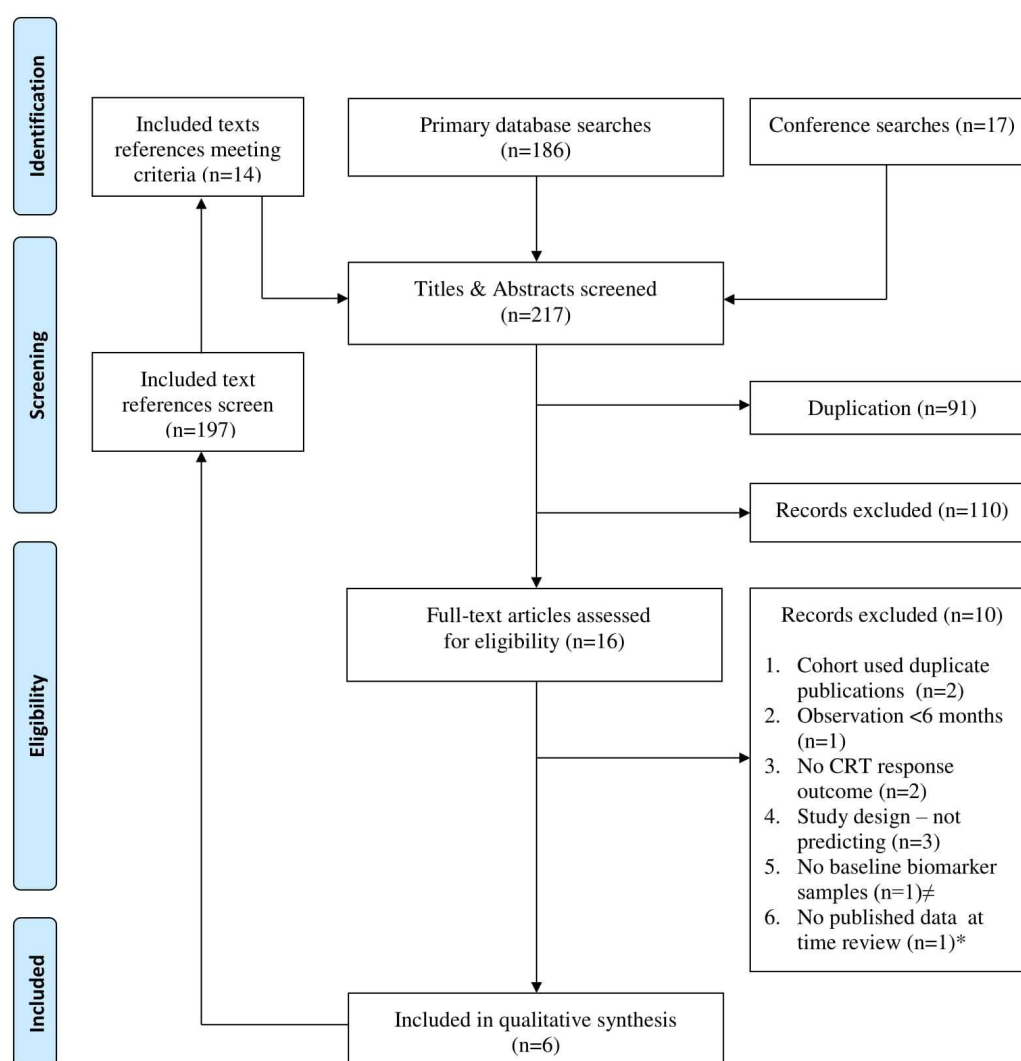 Identification
Included texts
references meeting
criteria (n=14)
Primary database searches
(n=186)
Conference searches (n=17)
Screening
Titles & Abstracts screened
(n=217)
Included text
references screen
(n=197)
Duplication (n=91)
Records excluded (n=110)
Eligibility
Full-text articles assessed
for eligibility (n=16)
Records excluded (n=10)
1. Cohort used duplicate
publications (n=2)
2. Observation <6 months
(n=1)
3. No CRT response
outcome (n=2)
4. Study design – not
predicting (n=3)
5. No baseline biomarker
samples (n=1)≠
6. No published data at
time review (n=1)*
Included
Included in qualitative synthesis
(n=6)